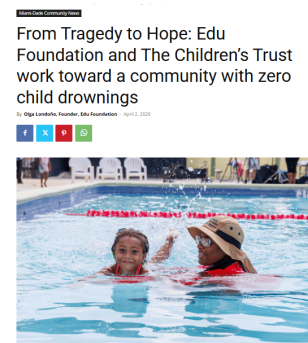 Miami-Dade Community News
From Tragedy to Hope: Edu
Foundation and The Children's Trust
work toward a community with zero
child drownings
By Olga Londoño, Founder, Edu Foundation - April 2, 2026